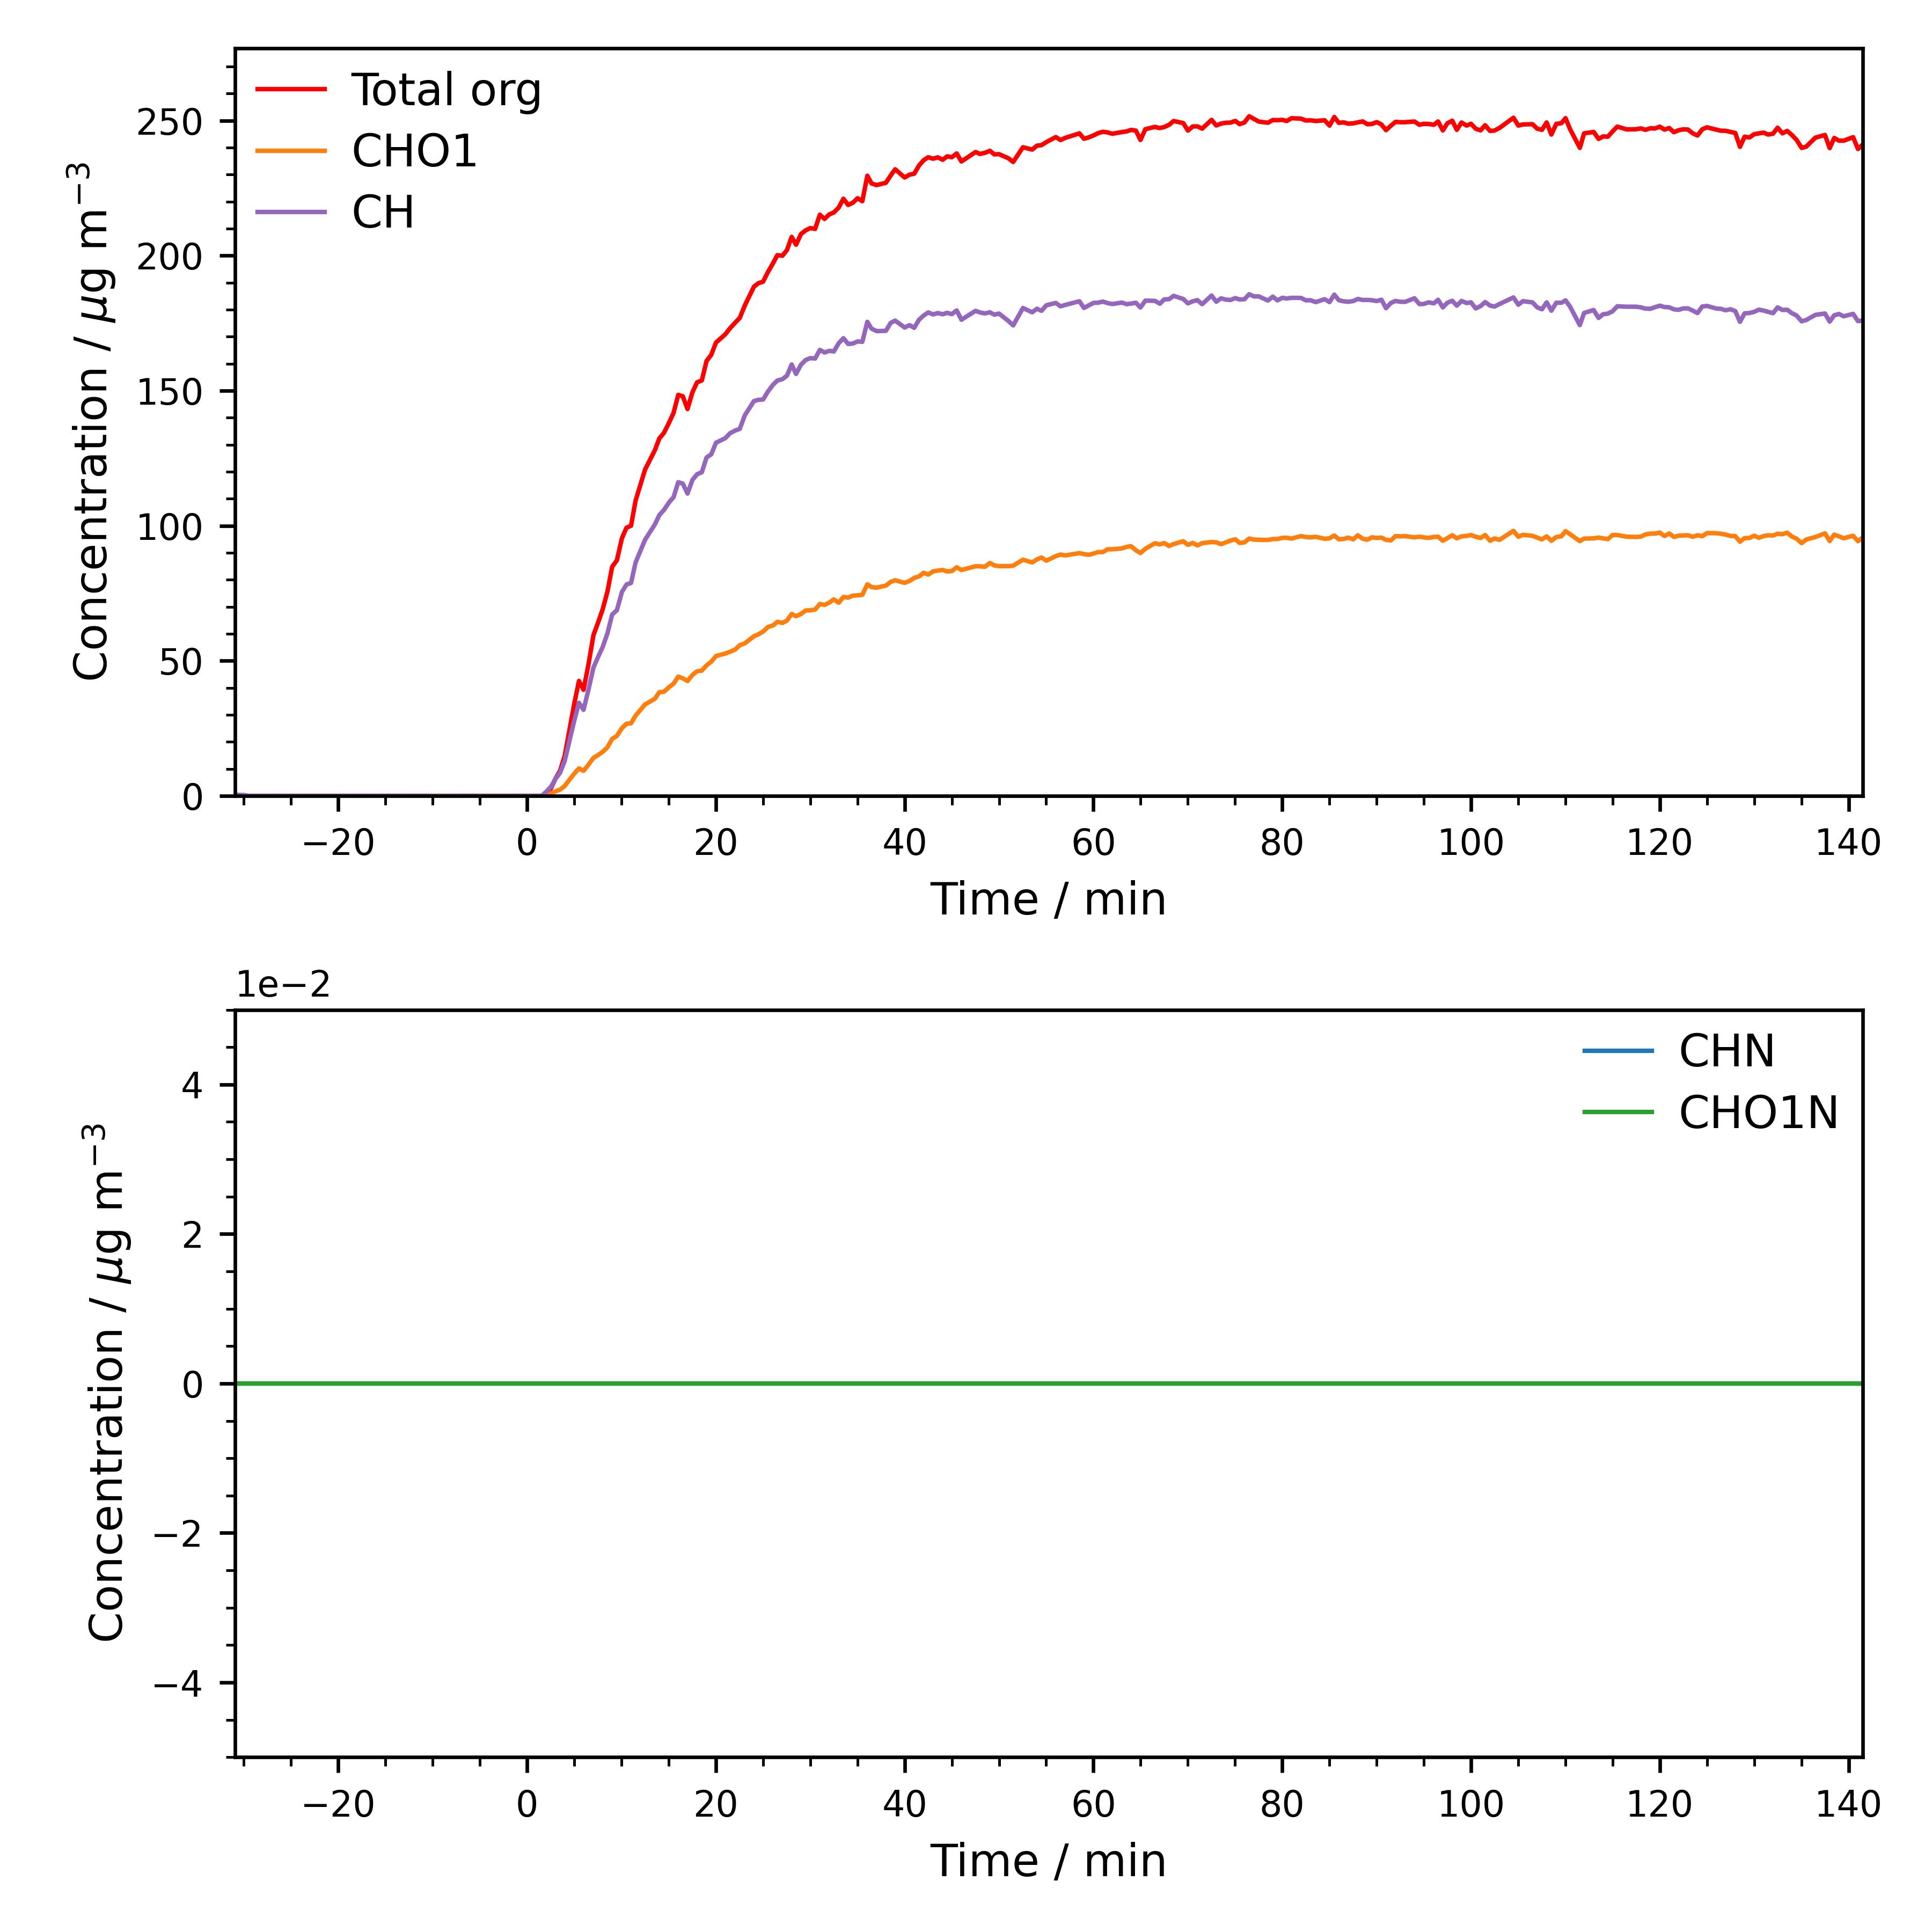 Total org
CHO1
CH
250
200
150
100
50
0
Concentration / μg m⁻³
−20 0 20 40 60 80 100 120 140
Time / min
1e−2
CHN
CHO1N
4
2
0
−2
−4
Concentration / μg m⁻³
−20 0 20 40 60 80 100 120 140
Time / min